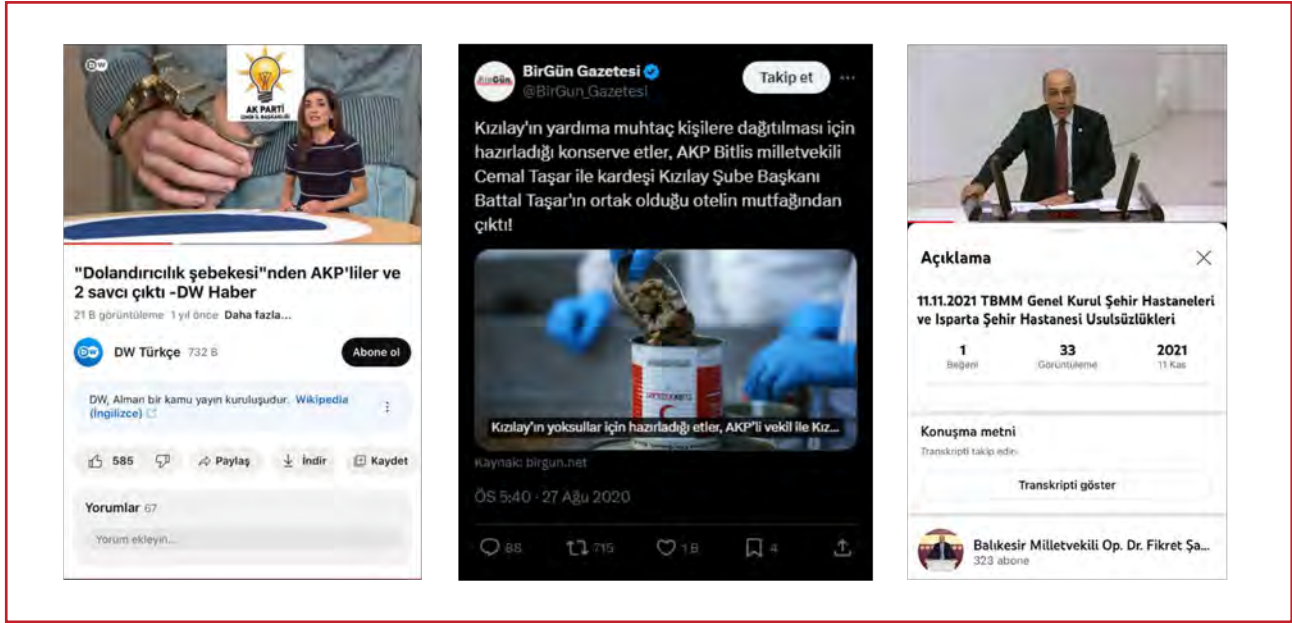 DW
AK PARTİ
İZMİR İL BAŞKANLIĞI
"Dolandırıcılık şebekesi"nden AKP'liler ve
2 savcı çıktı -DW Haber
21 B görüntüleme 1 yıl önce Daha fazla...
DW Türkçe 732 B
Abone ol
DW, Alman bir kamu yayın kuruluşudur. Wikipedia
(İngilizce)
585 Paylaş İndir Kaydet
Yorumlar 67
Yorum ekleyin...
BirGün
BirGün Gazetesi
@BirGun_Gazetesi
Takip et
Kızılay'ın yardıma muhtaç kişilere dağıtılması için
hazırladığı konserve etler, AKP Bitlis milletvekili
Cemal Taşar ile kardeşi Kızılay Şube Başkanı
Battal Taşar'ın ortak olduğu otelin mutfağından
çıktı!
Kızılay'ın yoksullar için hazırladığı etler, AKP'li vekil ile Kız...
Kaynak: birgun.net
ÖS 5:40 · 27 Ağu 2020
88 715 1 B 4
Açıklama
11.11.2021 TBMM Genel Kurul Şehir Hastaneleri
ve Isparta Şehir Hastanesi Usulsüzlükleri
1 33 2021
Beğeni Görüntüleme 11 Kas
Konuşma metni
Transkripti takip edin.
Transkripti göster
Balıkesir Milletvekili Op. Dr. Fikret Şa...
323 abone